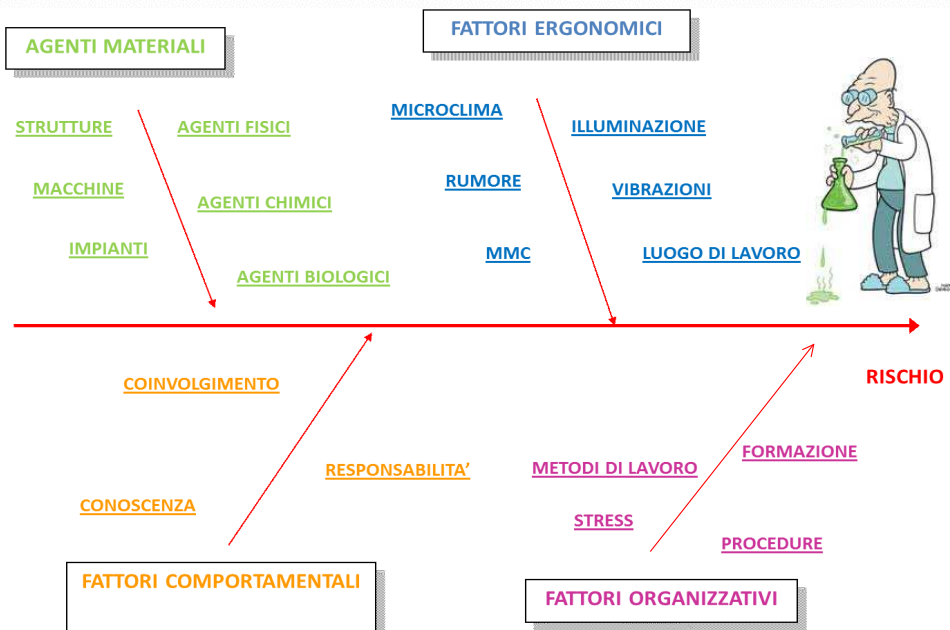 AGENTI MATERIALI
FATTORI ERGONOMICI
STRUTTURE
AGENTI FISICI
MACCHINE
AGENTI CHIMICI
IMPIANTI
AGENTI BIOLOGICI
MICROCLIMA
ILLUMINAZIONE
RUMORE
VIBRAZIONI
MMC
LUOGO DI LAVORO
RISCHIO
COINVOLGIMENTO
RESPONSABILITA’
CONOSCENZA
FATTORI COMPORTAMENTALI
METODI DI LAVORO
FORMAZIONE
STRESS
PROCEDURE
FATTORI ORGANIZZATIVI